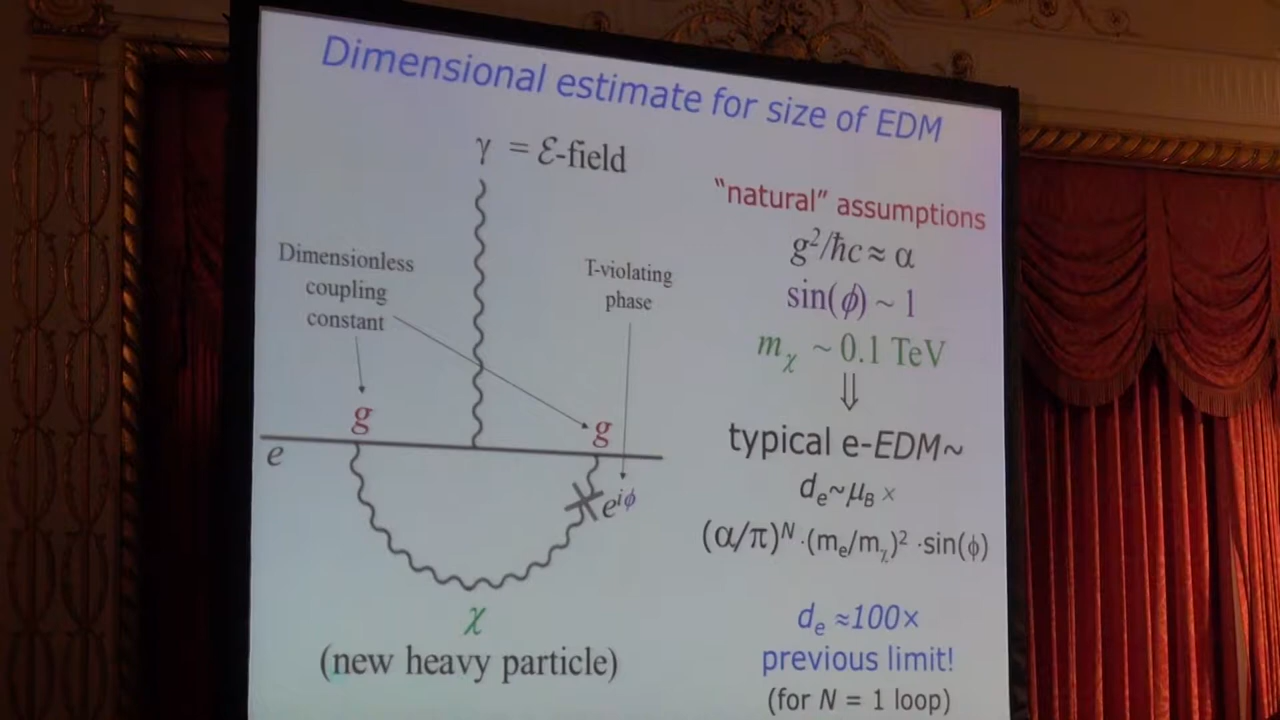 Dimensional estimate for size of EDM
γ = ℰ-field
Dimensionless
coupling
constant
T-violating
phase
g
g
e
e^{iϕ}
χ
(new heavy particle)
"natural" assumptions
g²/ħc ≈ α
sin(ϕ) ~ 1
m_χ ~ 0.1 TeV
⇓
typical e-EDM~
d_e~μ_B ×
(α/π)^N ·(m_e/m_χ)² ·sin(ϕ)
d_e ≈100×
previous limit!
(for N = 1 loop)